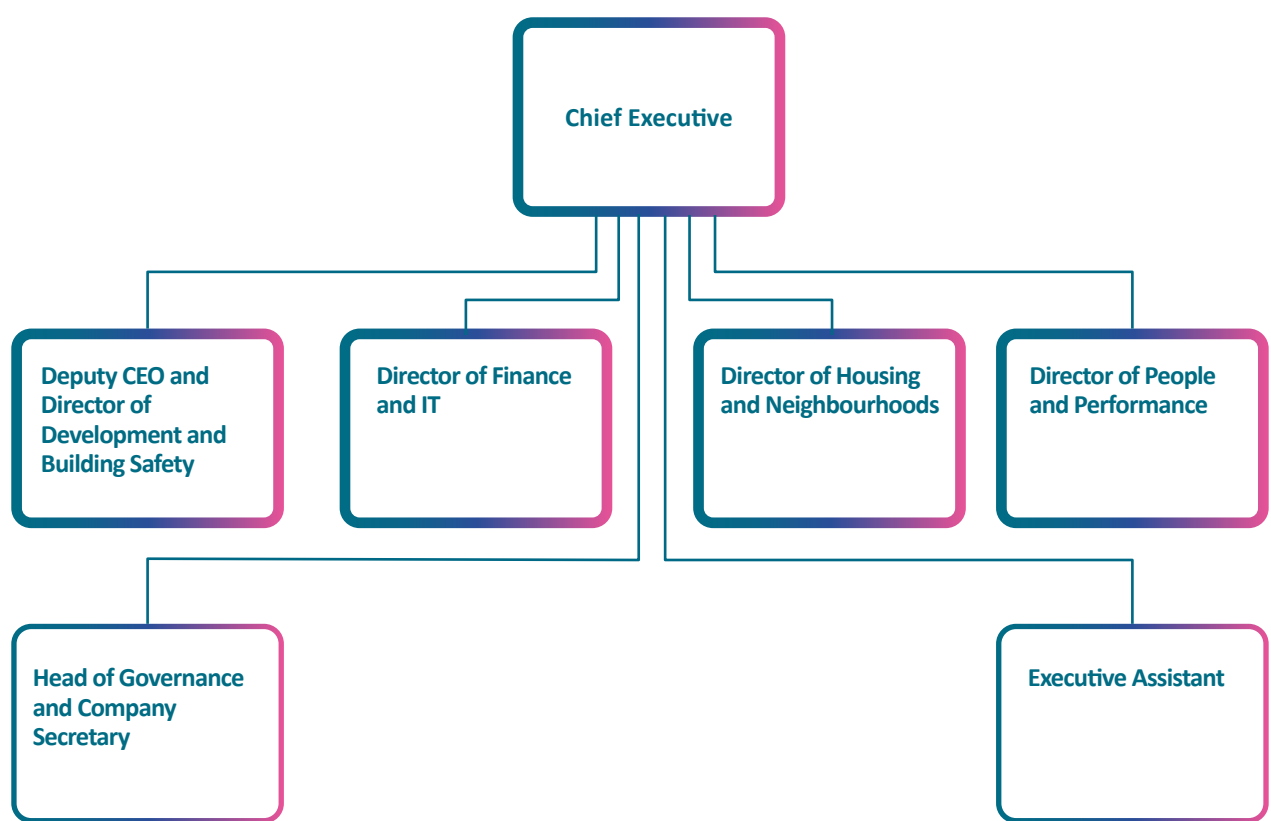 Chief Executive
Deputy CEO and
Director of
Development and
Building Safety
Director of Finance
and IT
Director of Housing
and Neighbourhoods
Director of People
and Performance
Head of Governance
and Company
Secretary
Executive Assistant